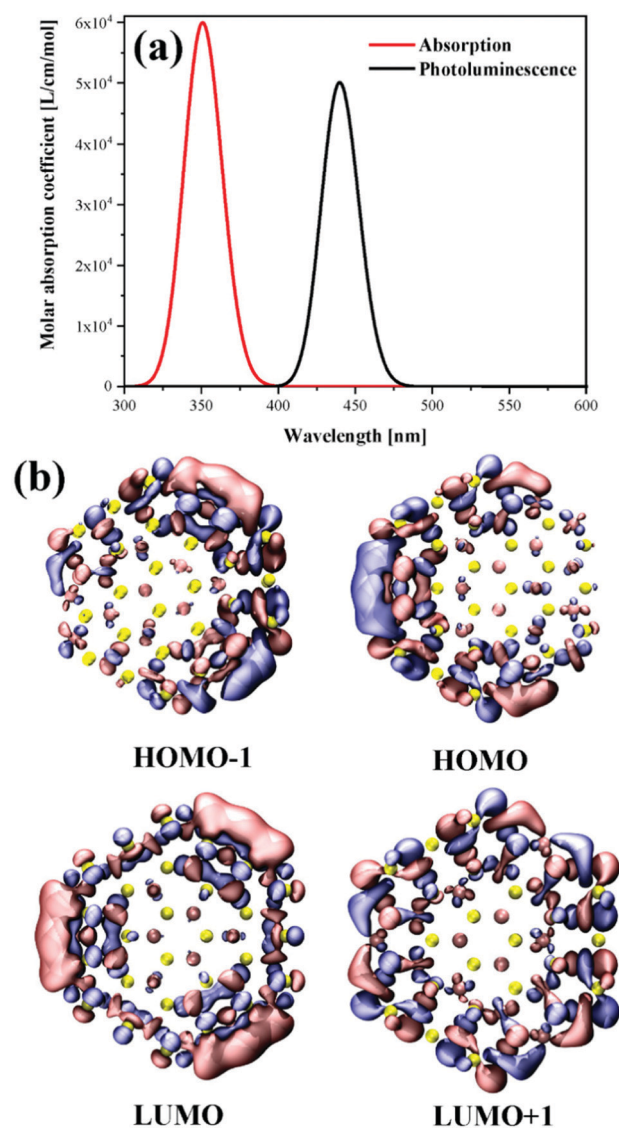 (a)
Absorption
Photoluminescence
Molar absorption coefficient [L/cm/mol]
6x10⁴
5x10⁴
4x10⁴
3x10⁴
2x10⁴
1x10⁴
0
300 350 400 450 500 550 600
Wavelength [nm]
(b)
HOMO-1 HOMO
LUMO LUMO+1